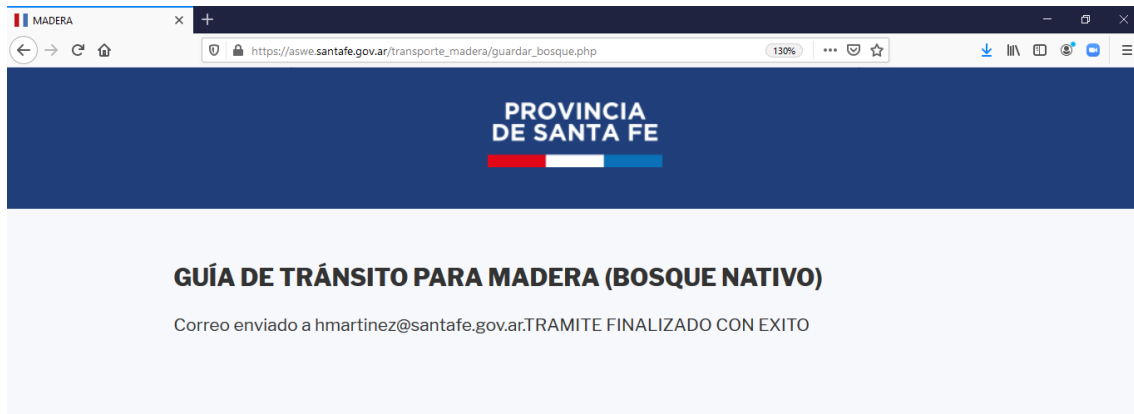 MADERA
https://aswe.santafe.gov.ar/transporte_madera/guardar_bosque.php 130%
PROVINCIA
DE SANTA FE
GUÍA DE TRÁNSITO PARA MADERA (BOSQUE NATIVO)
Correo enviado a hmartinez@santafe.gov.ar.TRAMITE FINALIZADO CON EXITO